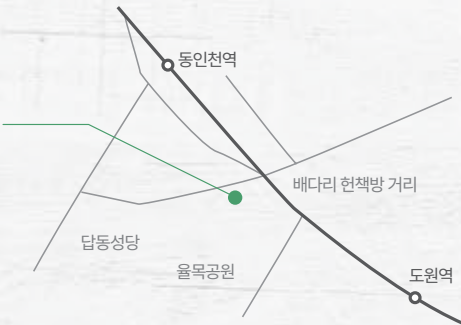 동인천역
배다리 헌책방 거리
답동성당
율목공원
도원역